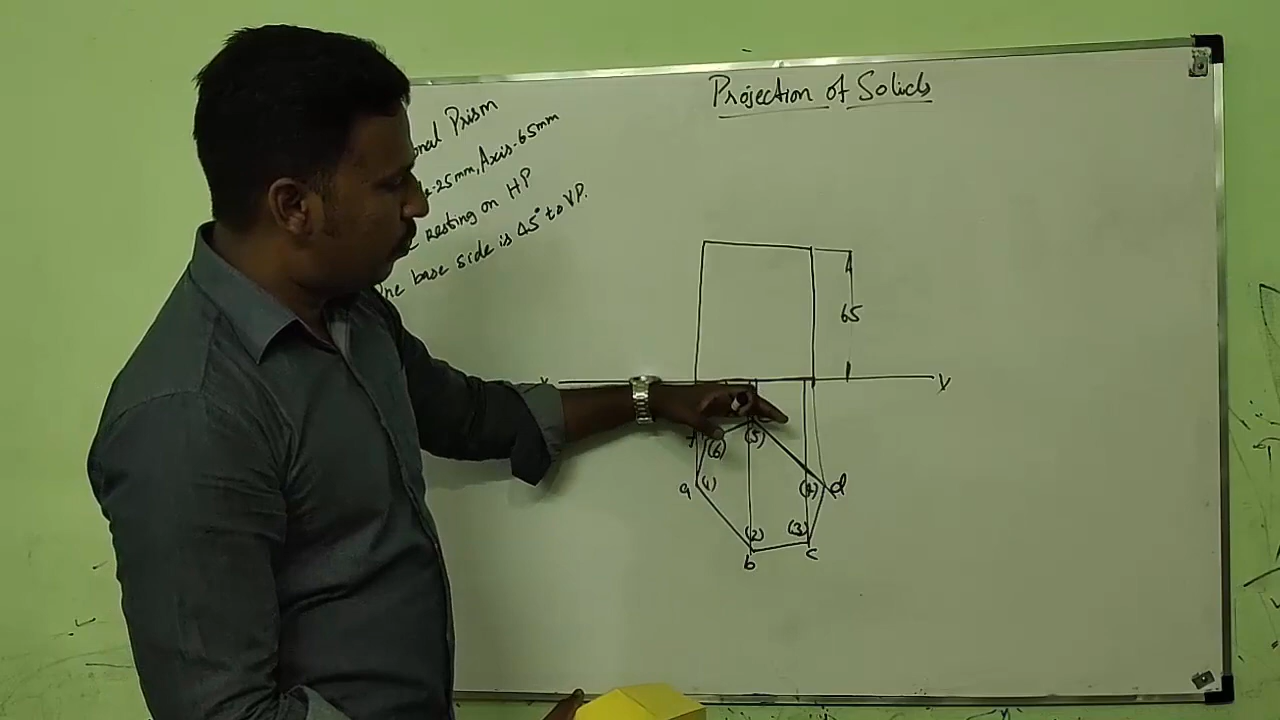 Projection of Solids
onal Prism
-25mm, Axis-65mm
resting on HP
One base side is 45° to VP.
65
y
(6) (5)
a (1) (4) d
(2) (3)
b c